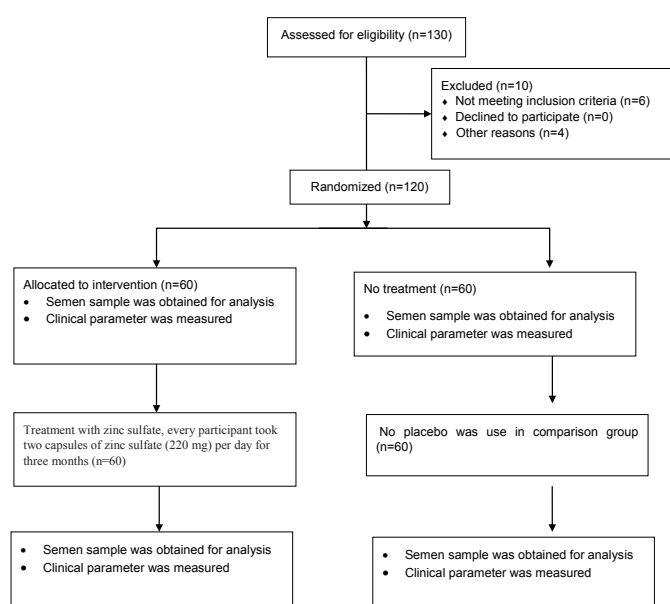 Assessed for eligibility (n=130)
Excluded (n=10)
♦ Not meeting inclusion criteria (n=6)
♦ Declined to participate (n=0)
♦ Other reasons (n=4)
Randomized (n=120)
Allocated to intervention (n=60)
• Semen sample was obtained for analysis
• Clinical parameter was measured
No treatment (n=60)
• Semen sample was obtained for analysis
• Clinical parameter was measured
Treatment with zinc sulfate, every participant took
two capsules of zinc sulfate (220 mg) per day for
three months (n=60)
No placebo was use in comparison group
(n=60)
• Semen sample was obtained for analysis
• Clinical parameter was measured
• Semen sample was obtained for analysis
• Clinical parameter was measured